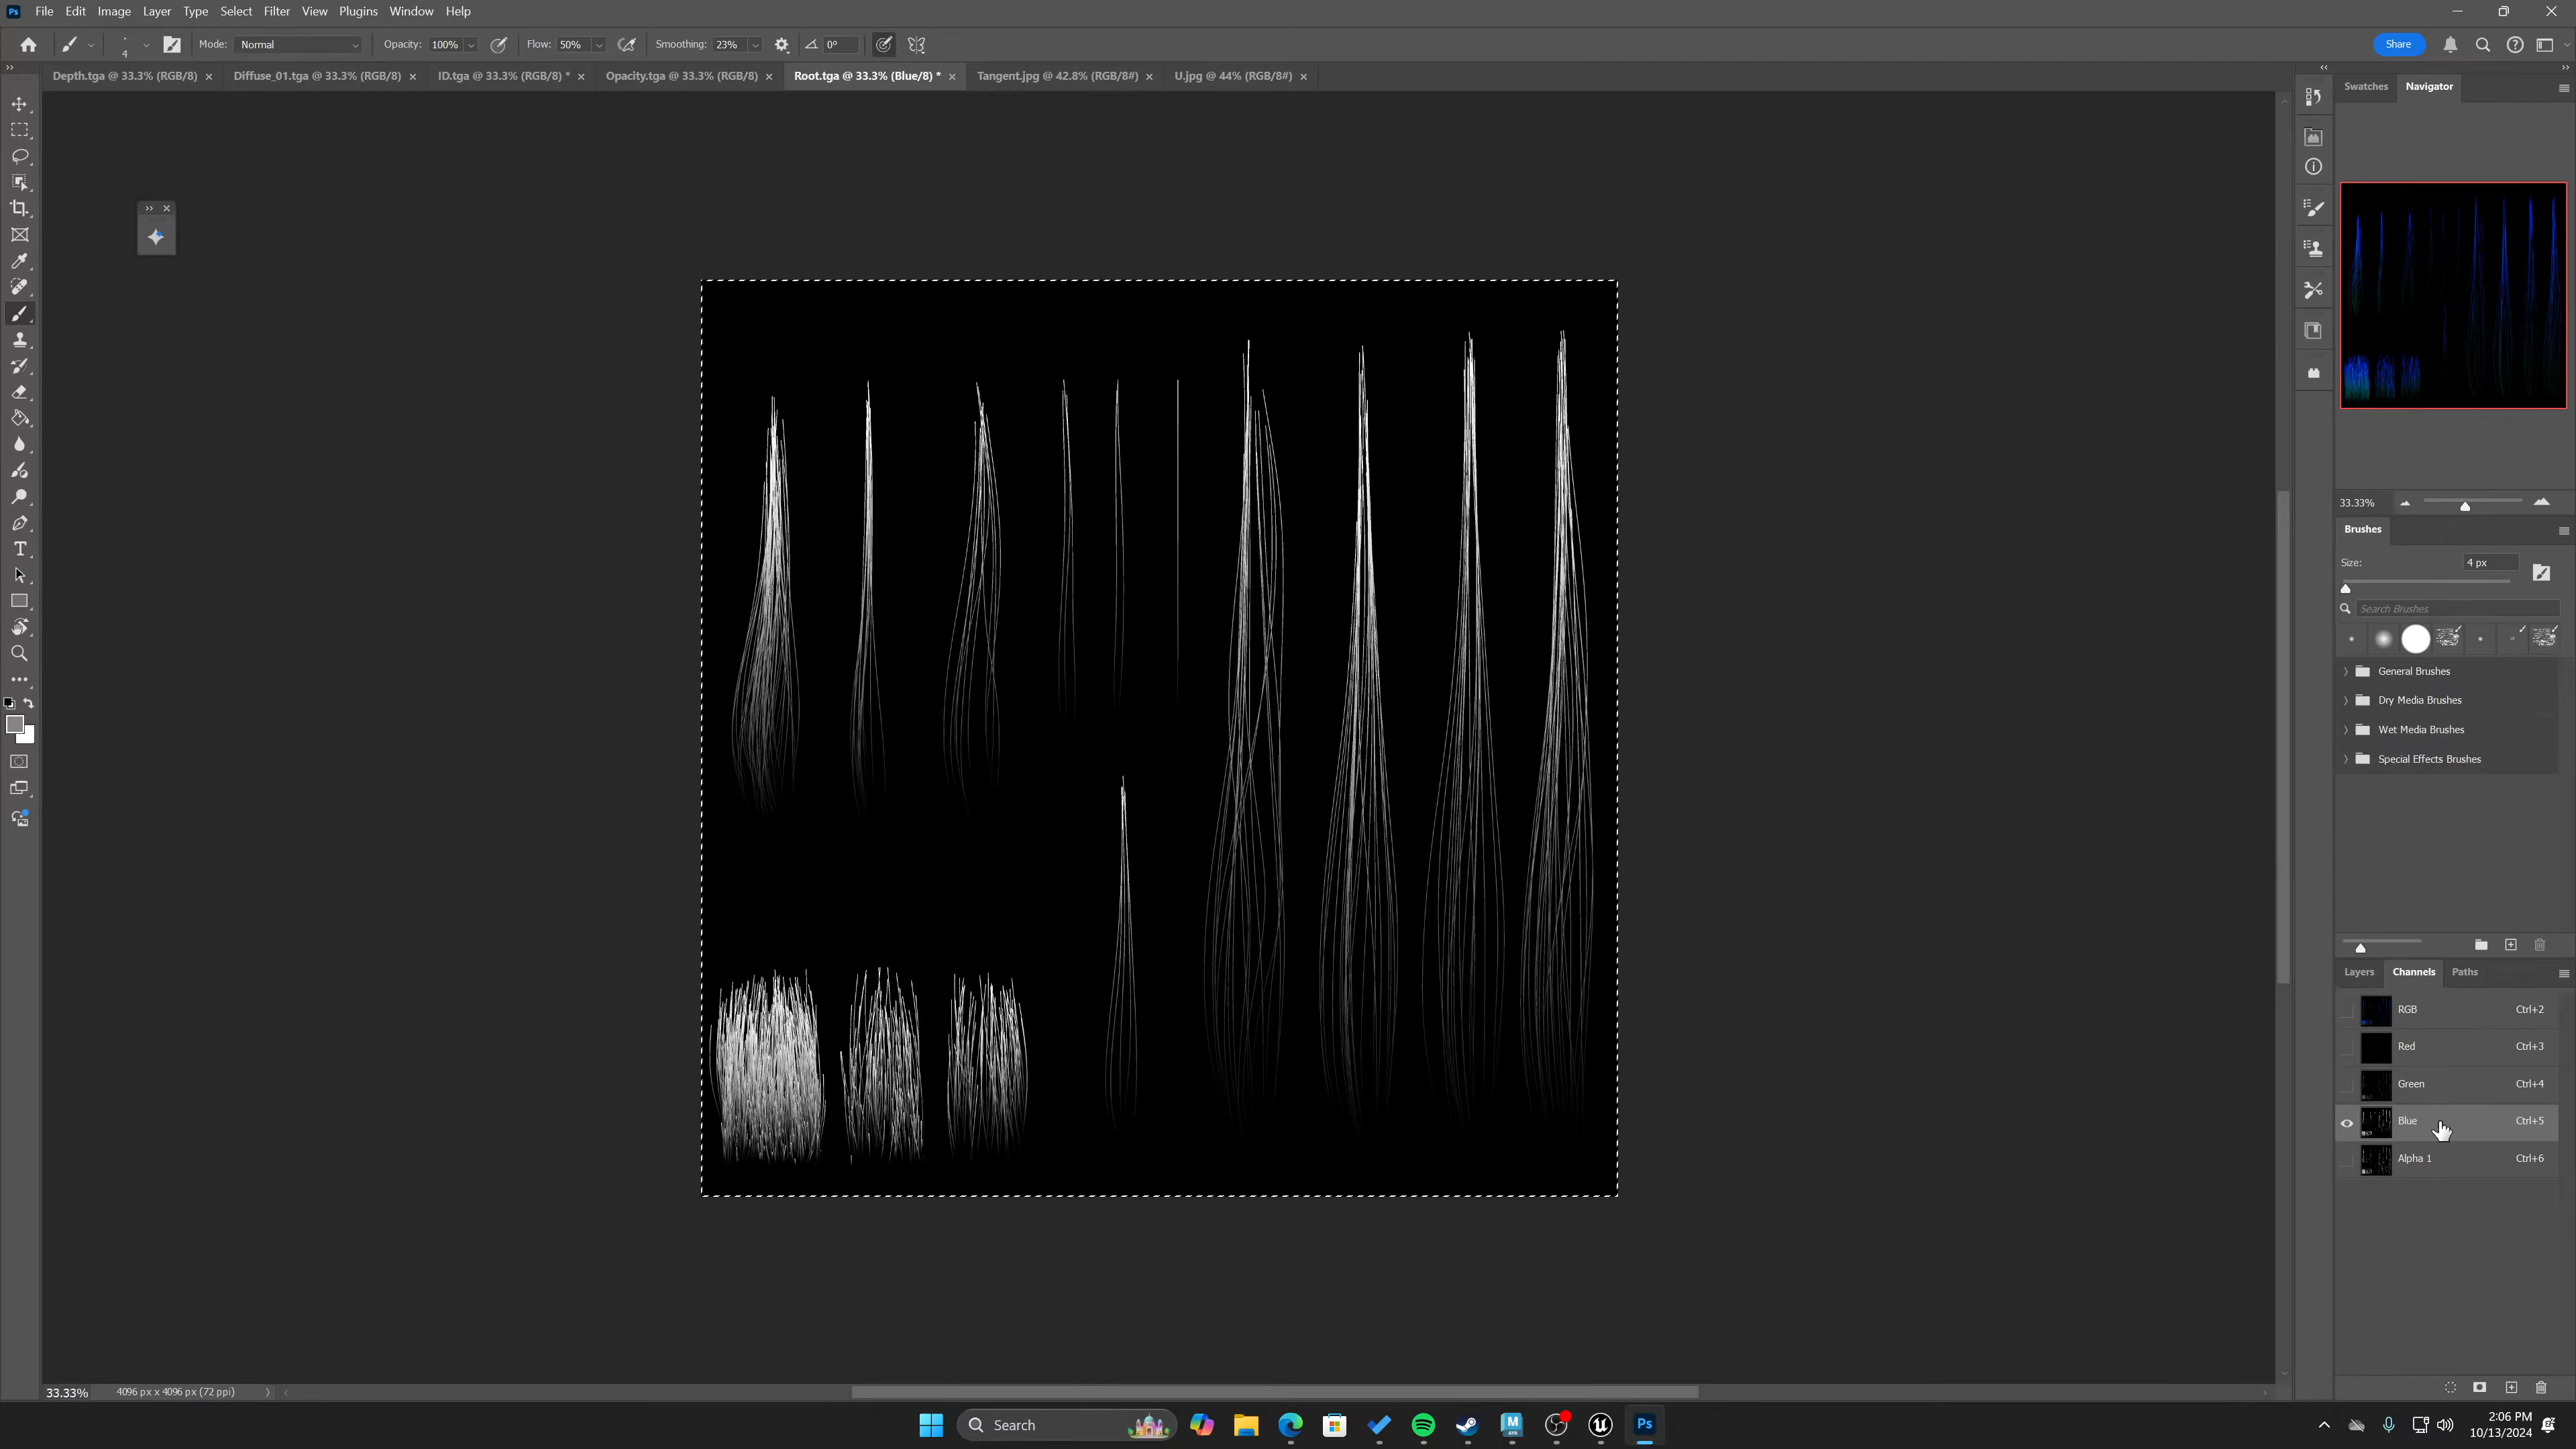 Ps File Edit Image Layer Type Select Filter View Plugins Window Help
4 Mode: Normal Opacity: 100% Flow: 50% Smoothing: 23% 0° Share
Depth.tga @ 33.3% (RGB/8) × Diffuse_01.tga @ 33.3% (RGB/8) × ID.tga @ 33.3% (RGB/8) * × Opacity.tga @ 33.3% (RGB/8) × Root.tga @ 33.3% (Blue/8) * × Tangent.jpg @ 42.8% (RGB/8#) × U.jpg @ 44% (RGB/8#) ×
Swatches Navigator
33.33%
Brushes
Size: 4 px
Search Brushes
General Brushes
Dry Media Brushes
Wet Media Brushes
Special Effects Brushes
Layers Channels Paths
RGB Ctrl+2
Red Ctrl+3
Green Ctrl+4
Blue Ctrl+5
Alpha 1 Ctrl+6
33.33% 4096 px x 4096 px (72 ppi)
Search
Ps
2:06 PM
10/13/2024